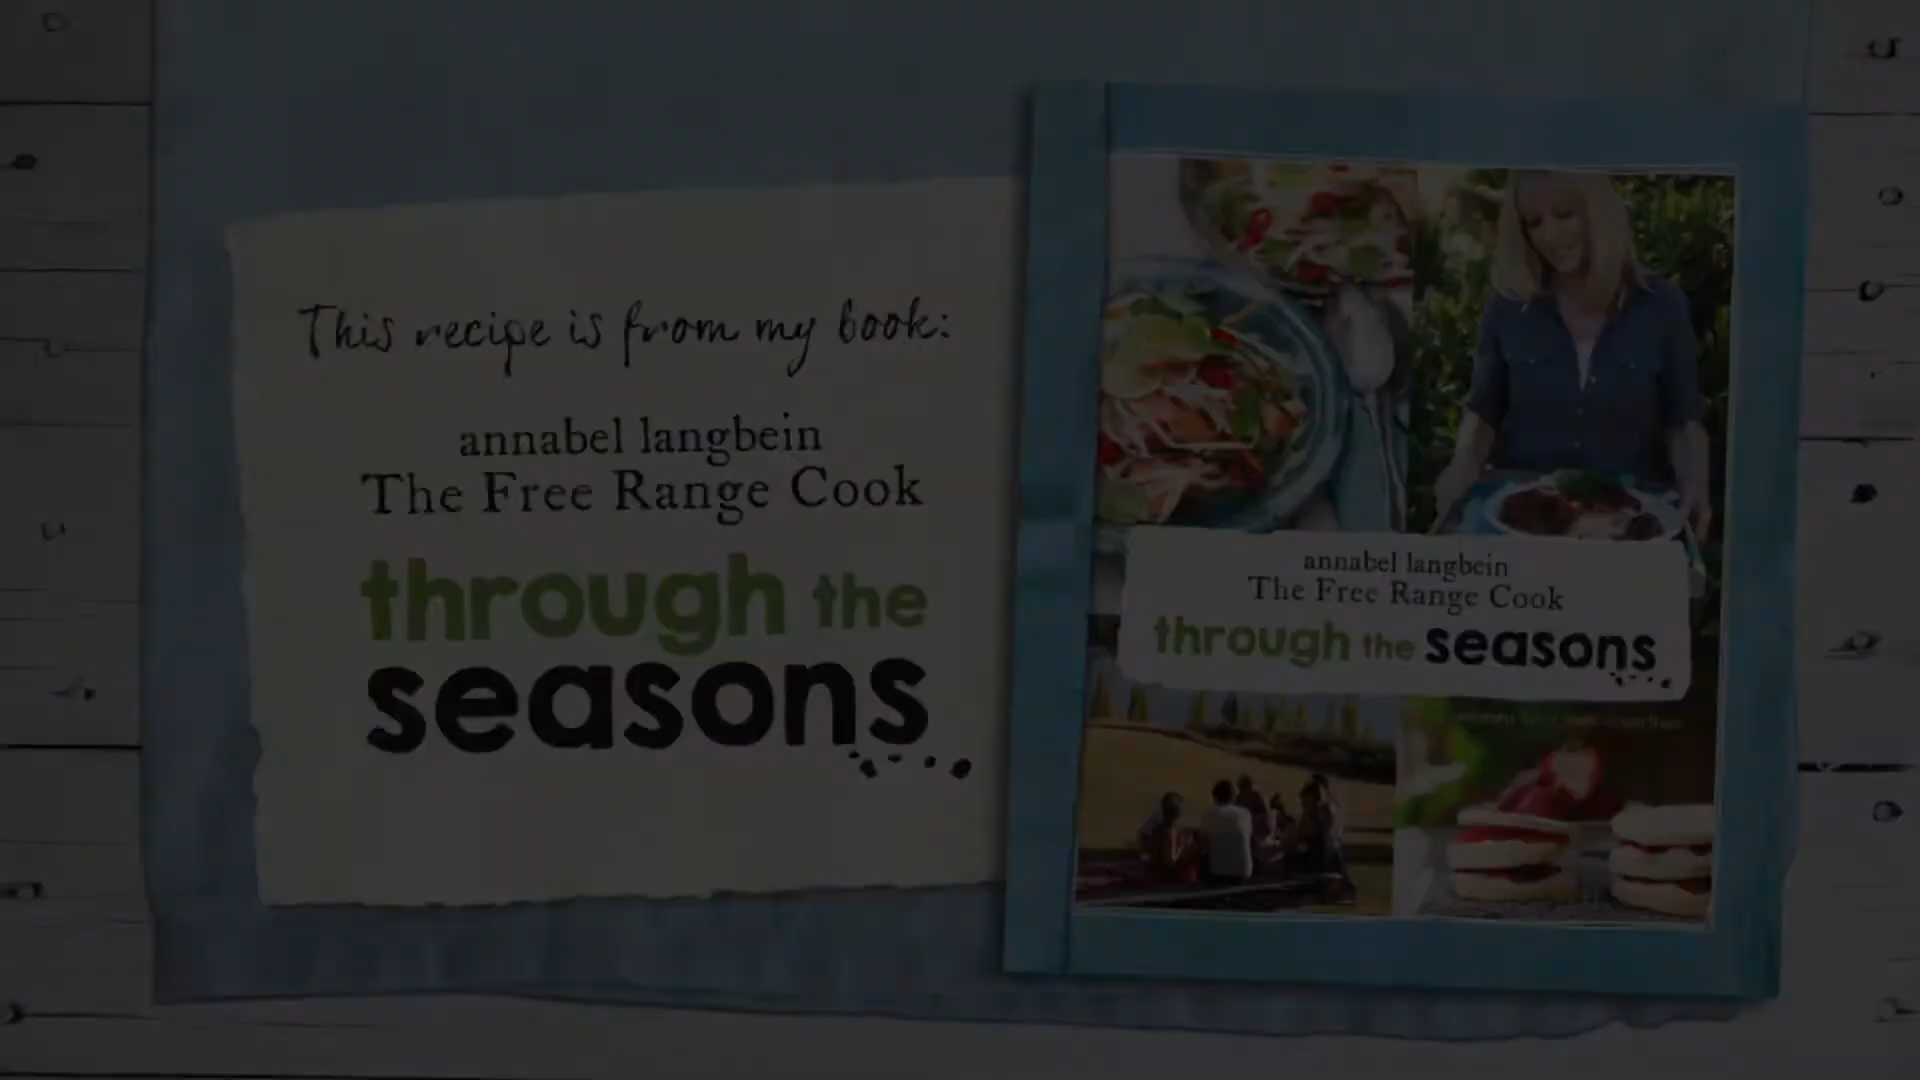 This recipe is from my book:
annabel langbein
The Free Range Cook
through the
seasons
annabel langbein
The Free Range Cook
through the seasons